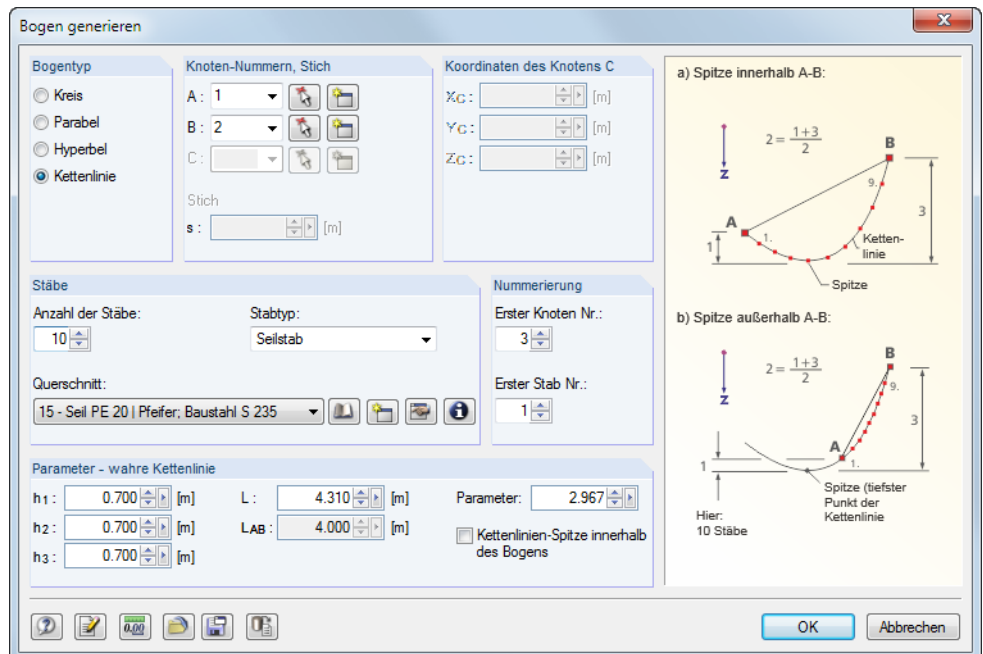 Bogen generieren
Bogentyp
Kreis
Parabel
Hyperbel
Kettenlinie
Knoten-Nummern, Stich
A : 1
B : 2
C :
Stich
s : [m]
Koordinaten des Knotens C
XC : [m]
YC : [m]
ZC : [m]
Stäbe
Anzahl der Stäbe:
10
Stabtyp:
Seilstab
Querschnitt:
15 - Seil PE 20 | Pfeifer; Baustahl S 235
Nummerierung
Erster Knoten Nr.:
3
Erster Stab Nr.:
1
Parameter - wahre Kettenlinie
h1 : 0.700 [m]
h2 : 0.700 [m]
h3 : 0.700 [m]
L : 4.310 [m]
LAB : 4.000 [m]
Parameter: 2.967
Kettenlinien-Spitze innerhalb
des Bogens
a) Spitze innerhalb A-B:
2 = 1+3
2
z
B
9.
3
A
1.
1
Ketten-
linie
Spitze
b) Spitze außerhalb A-B:
2 = 1+3
2
z
B
9.
3
A
1.
1
Spitze (tiefster
Punkt der
Kettenlinie
Hier:
10 Stäbe
0.00
OK
Abbrechen